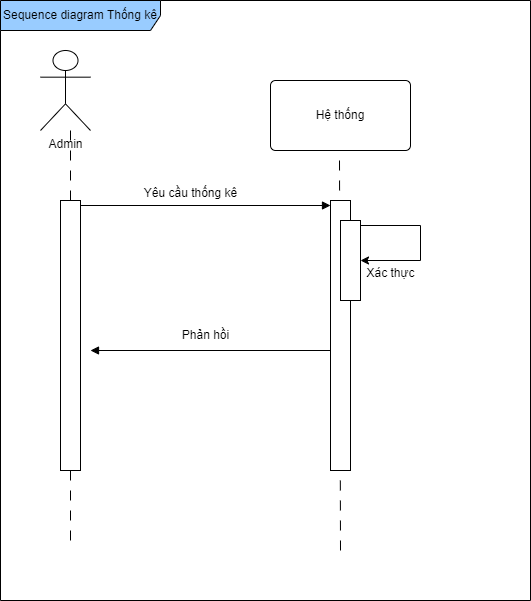 Sequence diagram Thống kê
Admin
Hệ thống
Yêu cầu thống kê
Xác thực
Phản hồi